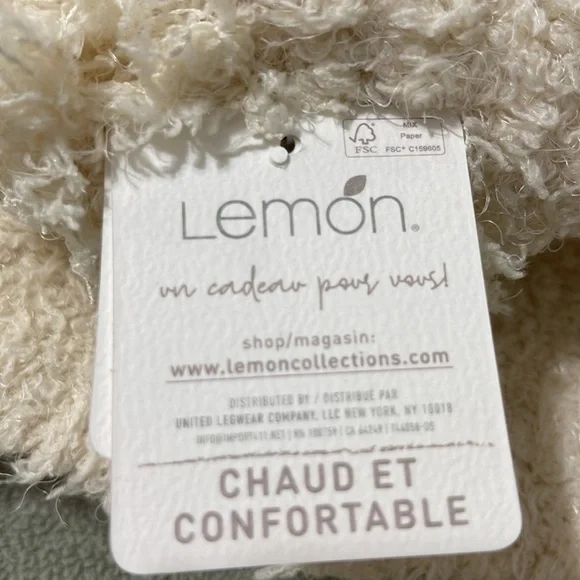 FSC
MIX
Paper
FSC® C159605
Lemon®
un cadeau pour vous!
shop/magasin:
www.lemoncollections.com
DISTRIBUTED BY / DISTRIBUÉ PAR
UNITED LEGWEAR COMPANY, LLC NEW YORK, NY 10018
CHAUD ET
CONFORTABLE